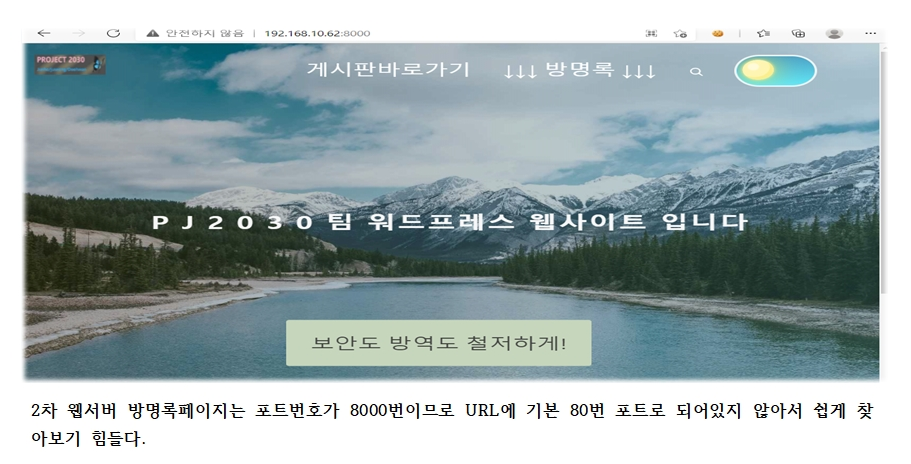 안전하지 않음 | 192.168.10.62:8000
PROJECT 2030
게시판바로가기 ↓↓↓ 방명록 ↓↓↓
PJ2030팀 워드프레스 웹사이트 입니다
보안도 방역도 철저하게!
2차 웹서버 방명록페이지는 포트번호가 8000번이므로 URL에 기본 80번 포트로 되어있지 않아서 쉽게 찾
아보기 힘들다.